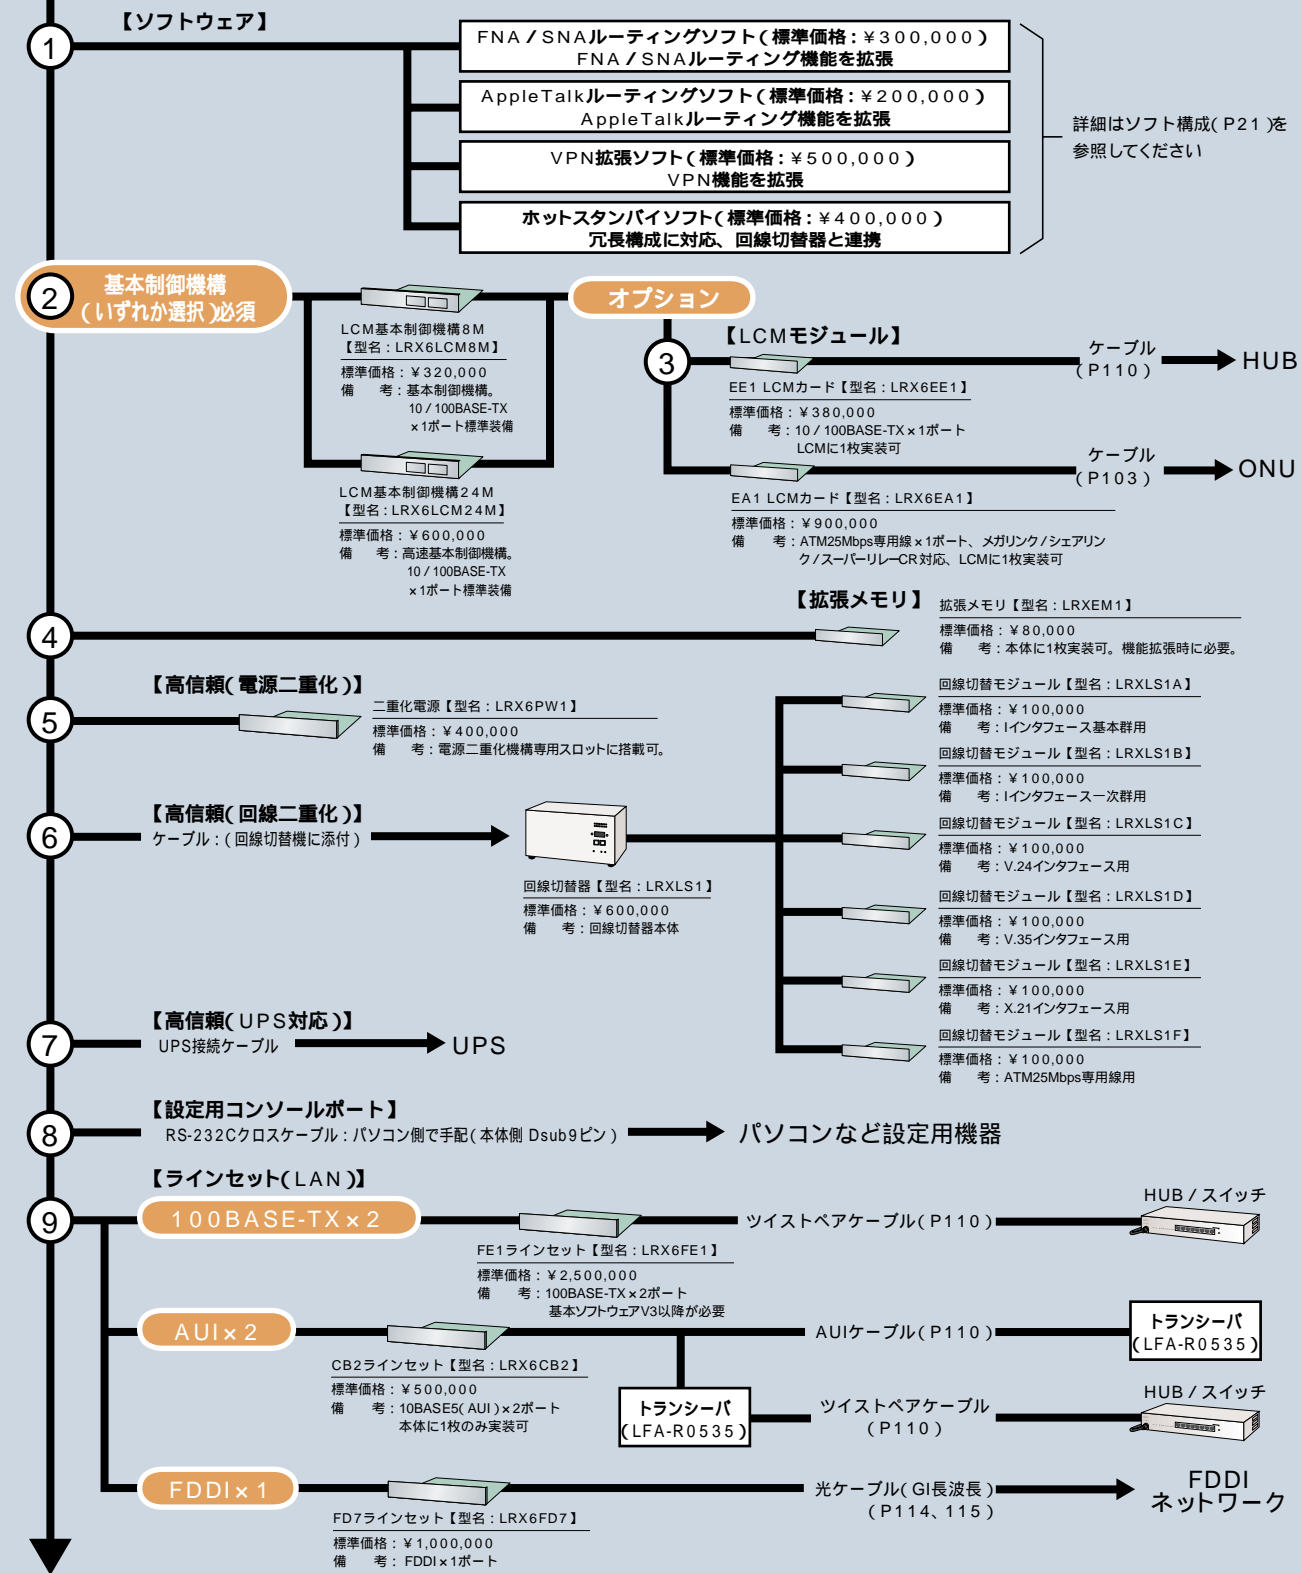 1
【ソフトウェア】
FNA/SNAルーティングソフト(標準価格：¥300,000)
FNA/SNAルーティング機能を拡張
AppleTalkルーティングソフト(標準価格：¥200,000)
AppleTalkルーティング機能を拡張
VPN拡張ソフト(標準価格：¥500,000)
VPN機能を拡張
ホットスタンバイソフト(標準価格：¥400,000)
冗長構成に対応、回線切替器と連携
詳細はソフト構成(P21)を
参照してください
2
基本制御機構
(いずれか選択)必須
LCM基本制御機構8M
【型名：LRX6LCM8M】
標準価格：¥320,000
備　考：基本制御機構。
10/100BASE-TX
×1ポート標準装備
LCM基本制御機構24M
【型名：LRX6LCM24M】
標準価格：¥600,000
備　考：高速基本制御機構。
10/100BASE-TX
×1ポート標準装備
オプション
3
【LCMモジュール】
EE1 LCMカード【型名：LRX6EE1】
標準価格：¥380,000
備　考：10/100BASE-TX×1ポート
LCMに1枚実装可
ケーブル
(P110)
HUB
EA1 LCMカード【型名：LRX6EA1】
標準価格：¥900,000
備　考：ATM25Mbps専用線×1ポート、メガリンク/シェアリン
ク/スーパーリレーCR対応、LCMに1枚実装可
ケーブル
(P103)
ONU
4
【拡張メモリ】
拡張メモリ【型名：LRXEM1】
標準価格：¥80,000
備　考：本体に1枚実装可。機能拡張時に必要。
5
【高信頼(電源二重化)】
二重化電源【型名：LRX6PW1】
標準価格：¥400,000
備　考：電源二重化機構専用スロットに搭載可。
6
【高信頼(回線二重化)】
ケーブル：(回線切替機に添付)
回線切替器【型名：LRXLS1】
標準価格：¥600,000
備　考：回線切替器本体
回線切替モジュール【型名：LRXLS1A】
標準価格：¥100,000
備　考：Iインタフェース基本群用
回線切替モジュール【型名：LRXLS1B】
標準価格：¥100,000
備　考：Iインタフェース一次群用
回線切替モジュール【型名：LRXLS1C】
標準価格：¥100,000
備　考：V.24インタフェース用
回線切替モジュール【型名：LRXLS1D】
標準価格：¥100,000
備　考：V.35インタフェース用
回線切替モジュール【型名：LRXLS1E】
標準価格：¥100,000
備　考：X.21インタフェース用
回線切替モジュール【型名：LRXLS1F】
標準価格：¥100,000
備　考：ATM25Mbps専用線用
7
【高信頼(UPS対応)】
UPS接続ケーブル
UPS
8
【設定用コンソールポート】
RS-232Cクロスケーブル：パソコン側で手配(本体側 Dsub9ピン)
パソコンなど設定用機器
9
【ラインセット(LAN)】
100BASE-TX×2
FE1ラインセット【型名：LRX6FE1】
標準価格：¥2,500,000
備　考：100BASE-TX×2ポート
基本ソフトウェアV3以降が必要
ツイストペアケーブル(P110)
HUB/スイッチ
AUI×2
CB2ラインセット【型名：LRX6CB2】
標準価格：¥500,000
備　考：10BASE5(AUI)×2ポート
本体に1枚のみ実装可
AUIケーブル(P110)
トランシーバ
(LFA-R0535)
トランシーバ
(LFA-R0535)
ツイストペアケーブル
(P110)
HUB/スイッチ
FDDI×1
FD7ラインセット【型名：LRX6FD7】
標準価格：¥1,000,000
備　考：FDDI×1ポート
光ケーブル(GI長波長)
(P114、115)
FDDI
ネットワーク